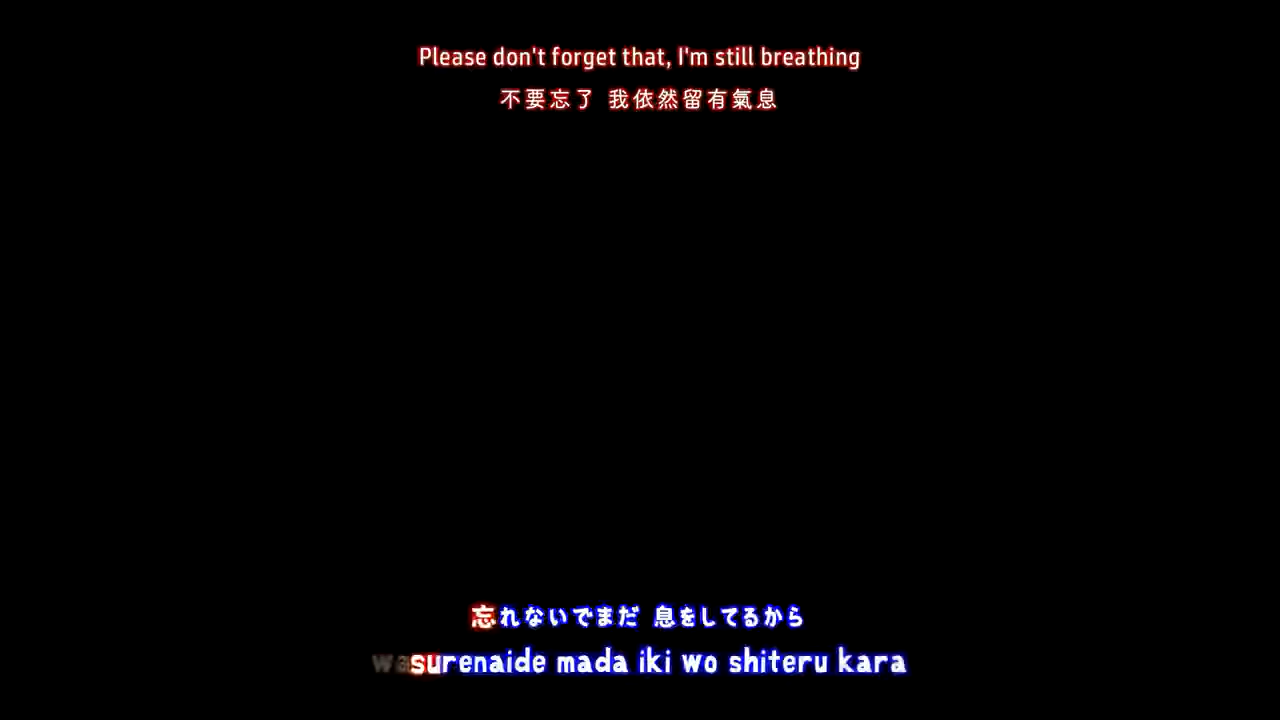 Please don't forget that, I'm still breathing
不要忘了 我依然留有氣息
忘れないでまだ 息をしてるから
wasurenaide mada iki wo shiteru kara